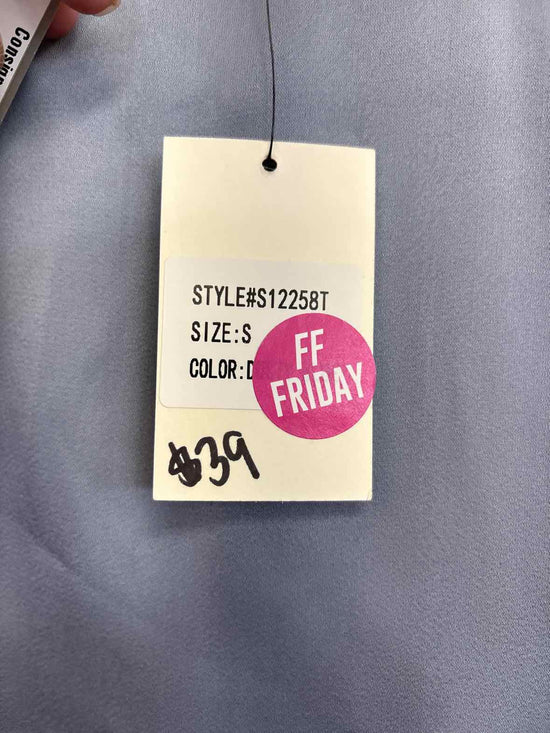 STYLE#S12258T
SIZE:S
COLOR:D
FF
FRIDAY
$39